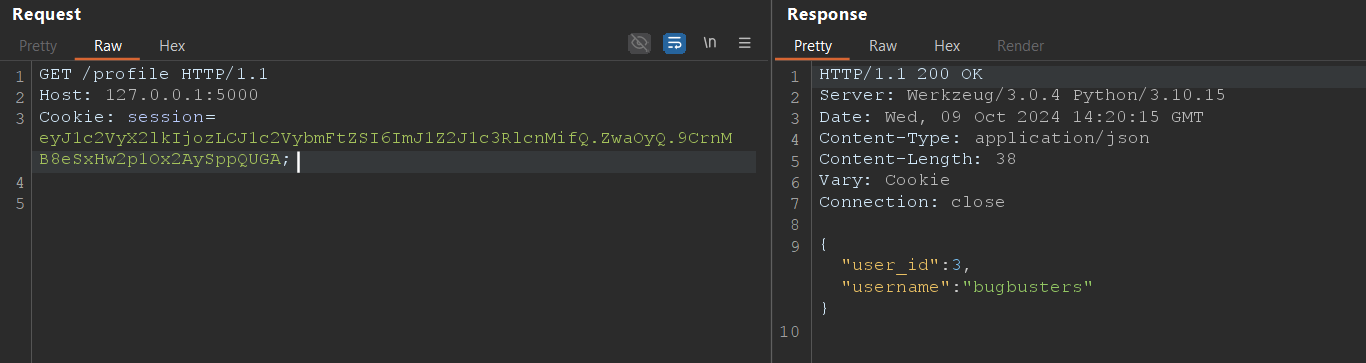 Request
Pretty Raw Hex \n
1 GET /profile HTTP/1.1
2 Host: 127.0.0.1:5000
3 Cookie: session=
eyJ1c2VyX2lkIjozLCJ1c2VybmFtZSI6ImJ1Z2J1c3RlcnMifQ.ZwaOyQ.9CrnM
B8eSxHw2p1Ox2AySppQUGA;
4
5
Response
Pretty Raw Hex Render
1 HTTP/1.1 200 OK
2 Server: Werkzeug/3.0.4 Python/3.10.15
3 Date: Wed, 09 Oct 2024 14:20:15 GMT
4 Content-Type: application/json
5 Content-Length: 38
6 Vary: Cookie
7 Connection: close
8
9 {
"user_id":3,
"username":"bugbusters"
}
10